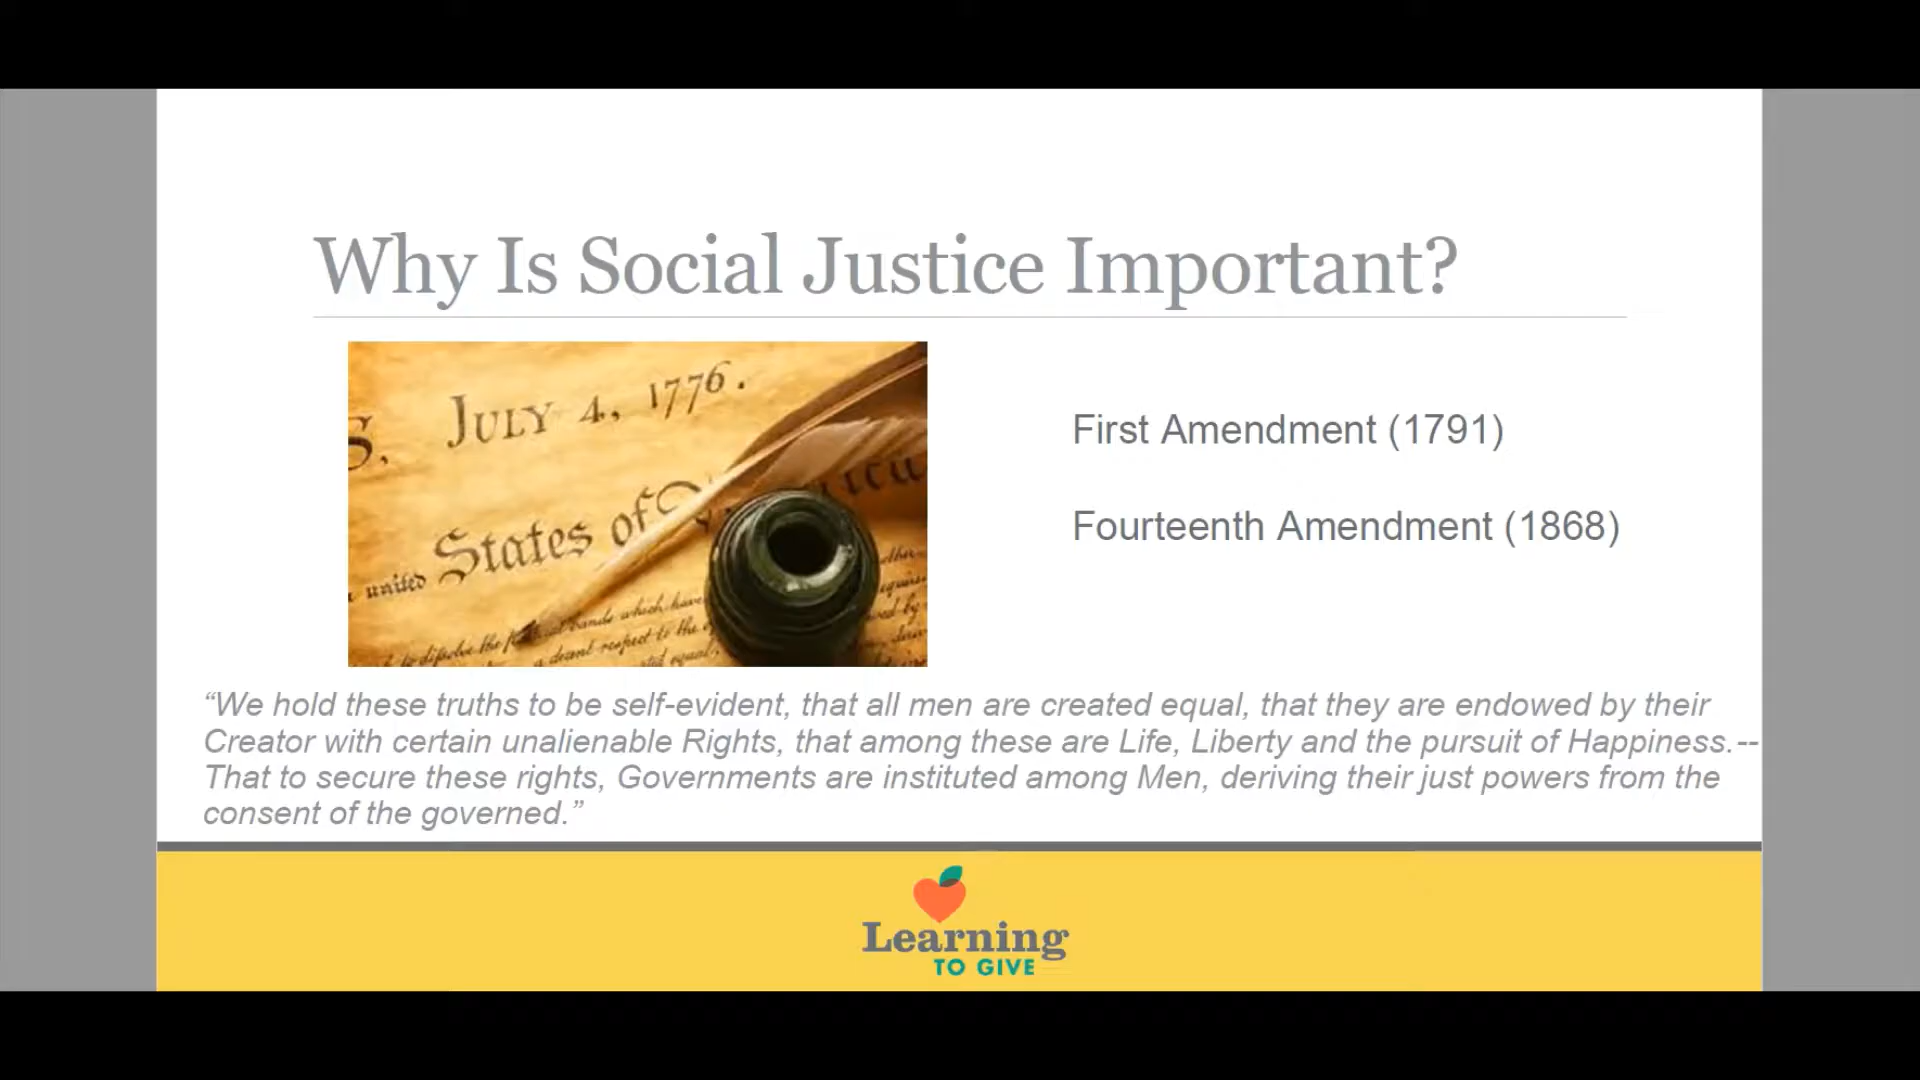 Why Is Social Justice Important?
S. JULY 4, 1776.
States of
united
First Amendment (1791)
Fourteenth Amendment (1868)
“We hold these truths to be self-evident, that all men are created equal, that they are endowed by their
Creator with certain unalienable Rights, that among these are Life, Liberty and the pursuit of Happiness.--
That to secure these rights, Governments are instituted among Men, deriving their just powers from the
consent of the governed.”
Learning
TO GIVE